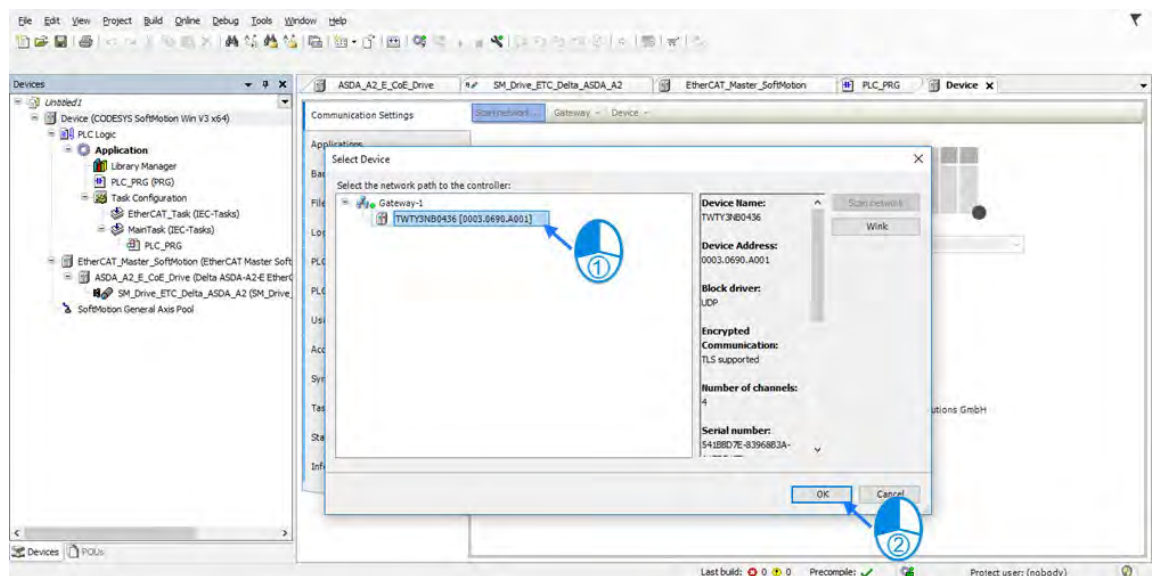 File Edit View Project Build Online Debug Tools Window Help
Devices
ASDA_A2_E_CoE_Drive
SM_Drive_ETC_Delta_ASDA_A2
EtherCAT_Master_SoftMotion
PLC_PRG
Device
Untitled1
Device (CODESYS SoftMotion Win V3 x64)
PLC Logic
Application
Library Manager
PLC_PRG (PRG)
Task Configuration
EtherCAT_Task (IEC-Tasks)
MainTask (IEC-Tasks)
PLC_PRG
EtherCAT_Master_SoftMotion (EtherCAT Master Soft
ASDA_A2_E_CoE_Drive (Delta ASDA-A2-E EtherC
SM_Drive_ETC_Delta_ASDA_A2 (SM_Drive_
SoftMotion General Axis Pool
Communication Settings
Scan network ...
Gateway
Device
Applications
Select Device
Select the network path to the controller:
Gateway-1
TWTY3NB0436 [0003.0690.A001]
①
Device Name:
TWTY3NB0436
Device Address:
0003.0690.A001
Block driver:
UDP
Encrypted
Communication:
TLS supported
Number of channels:
4
Serial number:
Scan network
Wink
OK
Cancel
②
utions GmbH
Devices
POUs
Last build: 0 0 Precompile:
Project user: (nobody)